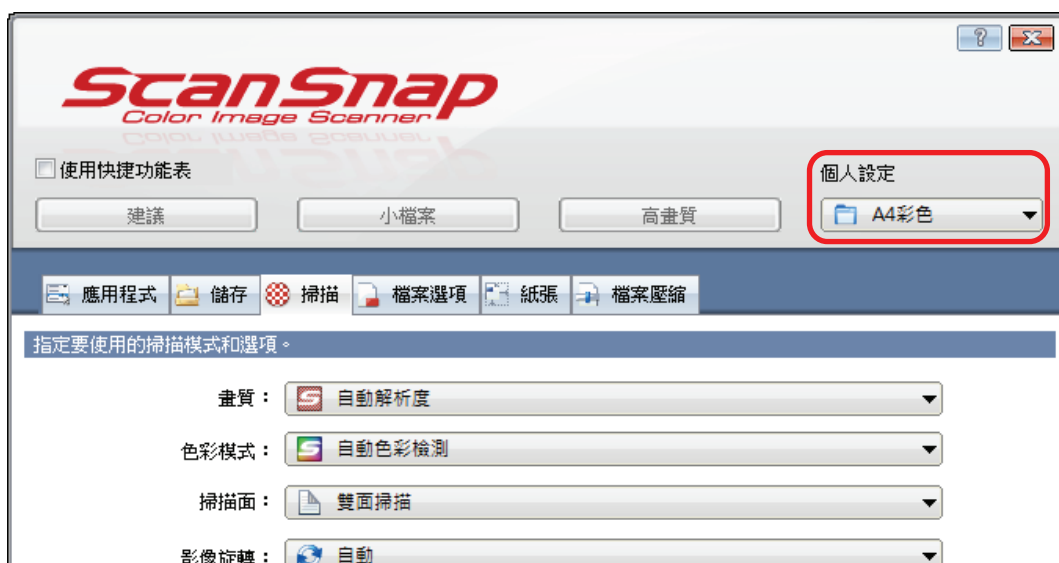 ?
ScanSnap
Color Image Scanner
使用快捷功能表
個人設定
建議
小檔案
高畫質
A4彩色
應用程式
儲存
掃描
檔案選項
紙張
檔案壓縮
指定要使用的掃描模式和選項。
畫質：
自動解析度
色彩模式：
自動色彩檢測
掃描面：
雙面掃描
影像旋轉：
自動